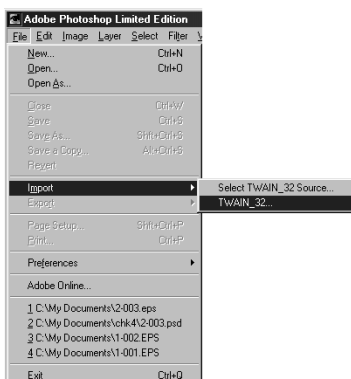 Adobe Photoshop Limited Edition
File Edit Image Layer Select Filter
New... Ctrl+N
Open... Ctrl+O
Open As...
Close Ctrl+W
Save Ctrl+S
Save As... Shft+Ctrl+S
Save a Copy... Alt+Ctrl+S
Revert
Import
Select TWAIN_32 Source...
Export
TWAIN_32...
Page Setup... Shft+Ctrl+P
Print... Ctrl+P
Preferences
Adobe Online...
1 C:\My Documents\2-003.eps
2 C:\My Documents\chk4\2-003.psd
3 C:\My Documents\1-002.EPS
4 C:\My Documents\1-001.EPS
Exit Ctrl+Q